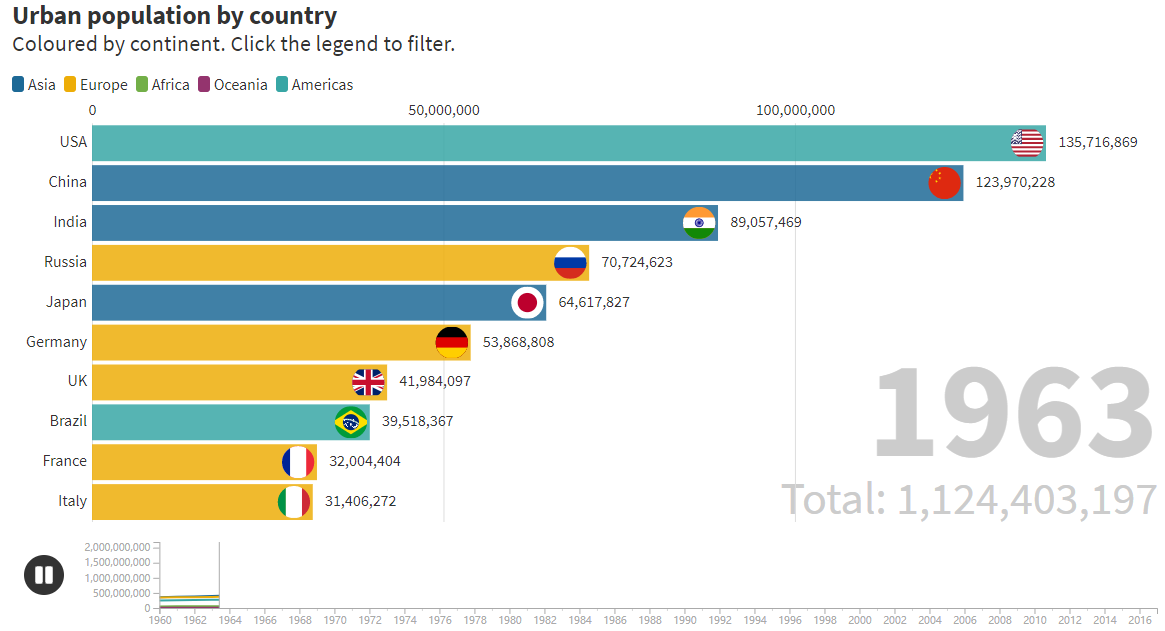 Urban population by country
Coloured by continent. Click the legend to filter.
Asia Europe Africa Oceania Americas
0 50,000,000 100,000,000
USA 135,716,869
China 123,970,228
India 89,057,469
Russia 70,724,623
Japan 64,617,827
Germany 53,868,808
UK 41,984,097
Brazil 39,518,367
France 32,004,404
Italy 31,406,272
1963
Total: 1,124,403,197
2,000,000,000
1,500,000,000
1,000,000,000
500,000,000
0
1960 1962 1964 1966 1968 1970 1972 1974 1976 1978 1980 1982 1984 1986 1988 1990 1992 1994 1996 1998 2000 2002 2004 2006 2008 2010 2012 2014 2016